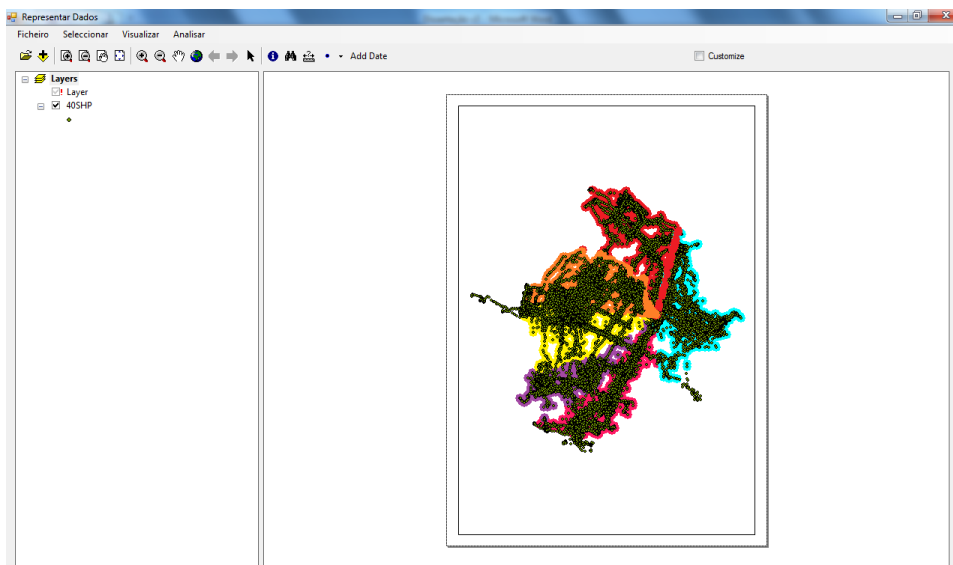 Representar Dados
Ficheiro Seleccionar Visualizar Analisar
Add Date Customize
Layers
Layer
40SHP